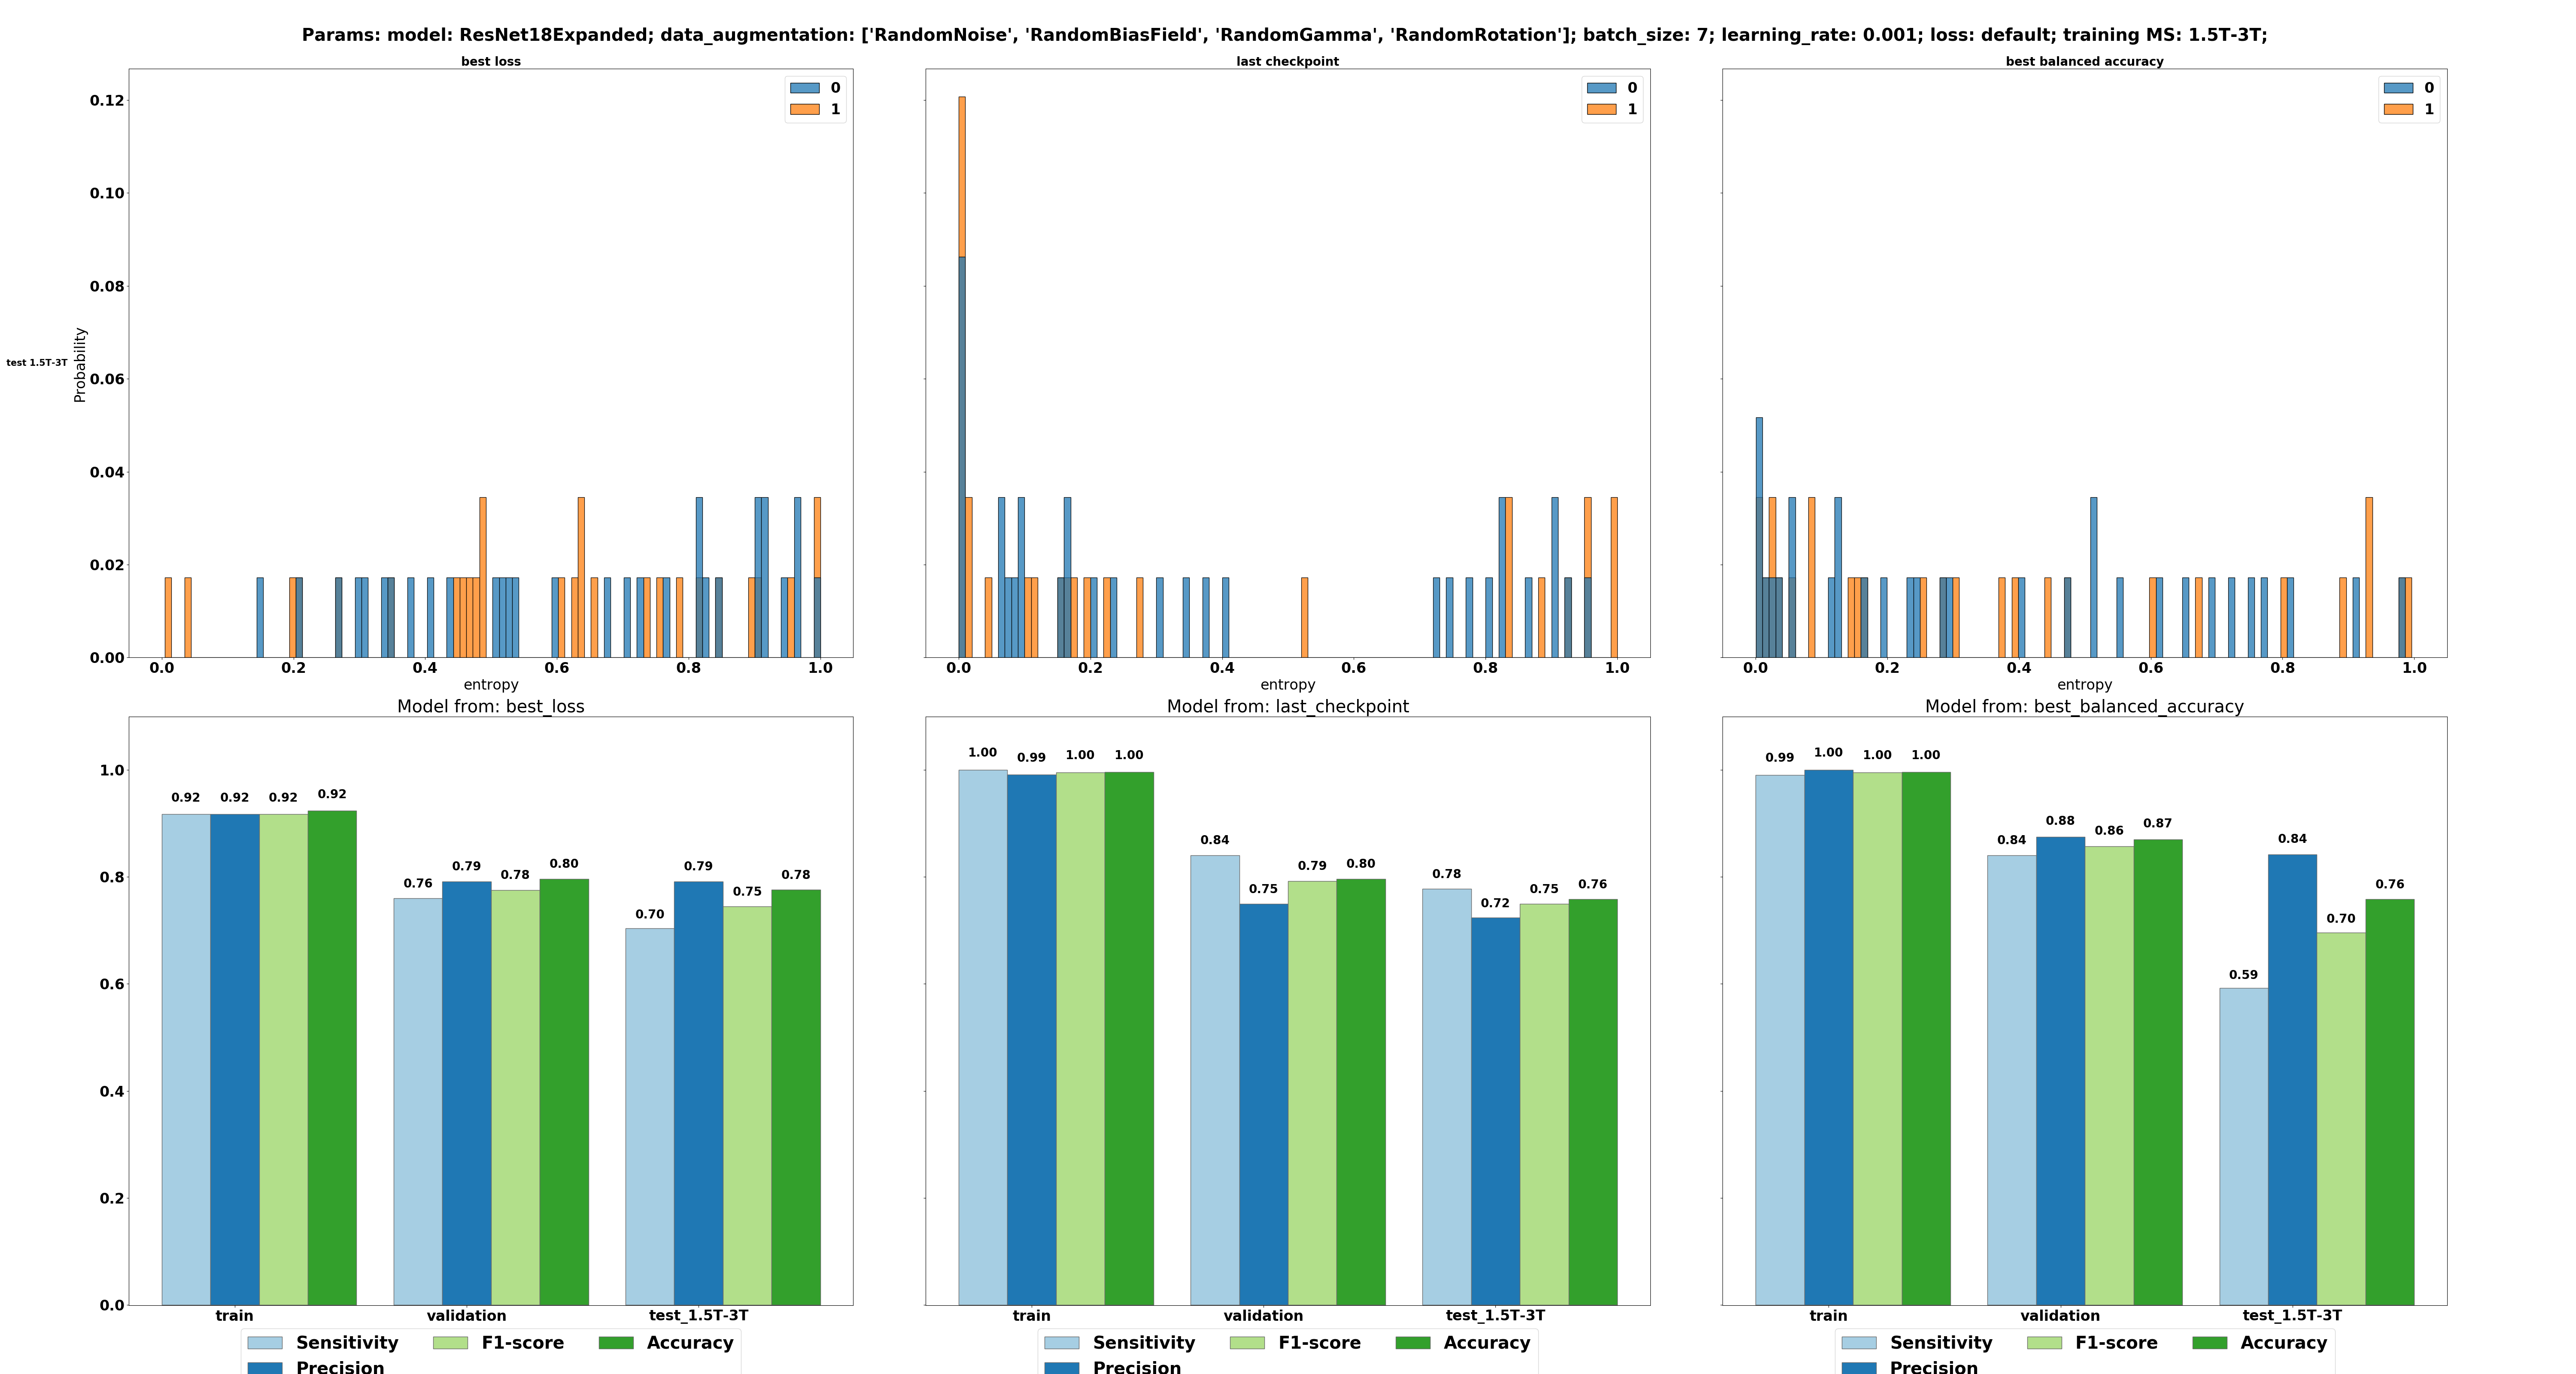 Params: model: ResNet18Expanded; data_augmentation: ['RandomNoise', 'RandomBiasField', 'RandomGamma', 'RandomRotation']; batch_size: 7; learning_rate: 0.001; loss: default; training MS: 1.5T-3T;
best loss
last checkpoint
best balanced accuracy
0
1
0
1
0
1
0.12
0.10
0.08
0.06
0.04
0.02
0.00
test 1.5T-3T
Probability
0.0 0.2 0.4 0.6 0.8 1.0
0.0 0.2 0.4 0.6 0.8 1.0
0.0 0.2 0.4 0.6 0.8 1.0
entropy
entropy
entropy
Model from: best_loss
Model from: last_checkpoint
Model from: best_balanced_accuracy
1.0
0.8
0.6
0.4
0.2
0.0
0.92 0.92 0.92 0.92
0.76 0.79 0.78 0.80
0.70 0.79 0.75 0.78
1.00 0.99 1.00 1.00
0.84 0.75 0.79 0.80
0.78 0.72 0.75 0.76
0.99 1.00 1.00 1.00
0.84 0.88 0.86 0.87
0.59 0.84 0.70 0.76
train validation test_1.5T-3T
train validation test_1.5T-3T
train validation test_1.5T-3T
Sensitivity F1-score Accuracy
Precision
Sensitivity F1-score Accuracy
Precision
Sensitivity F1-score Accuracy
Precision